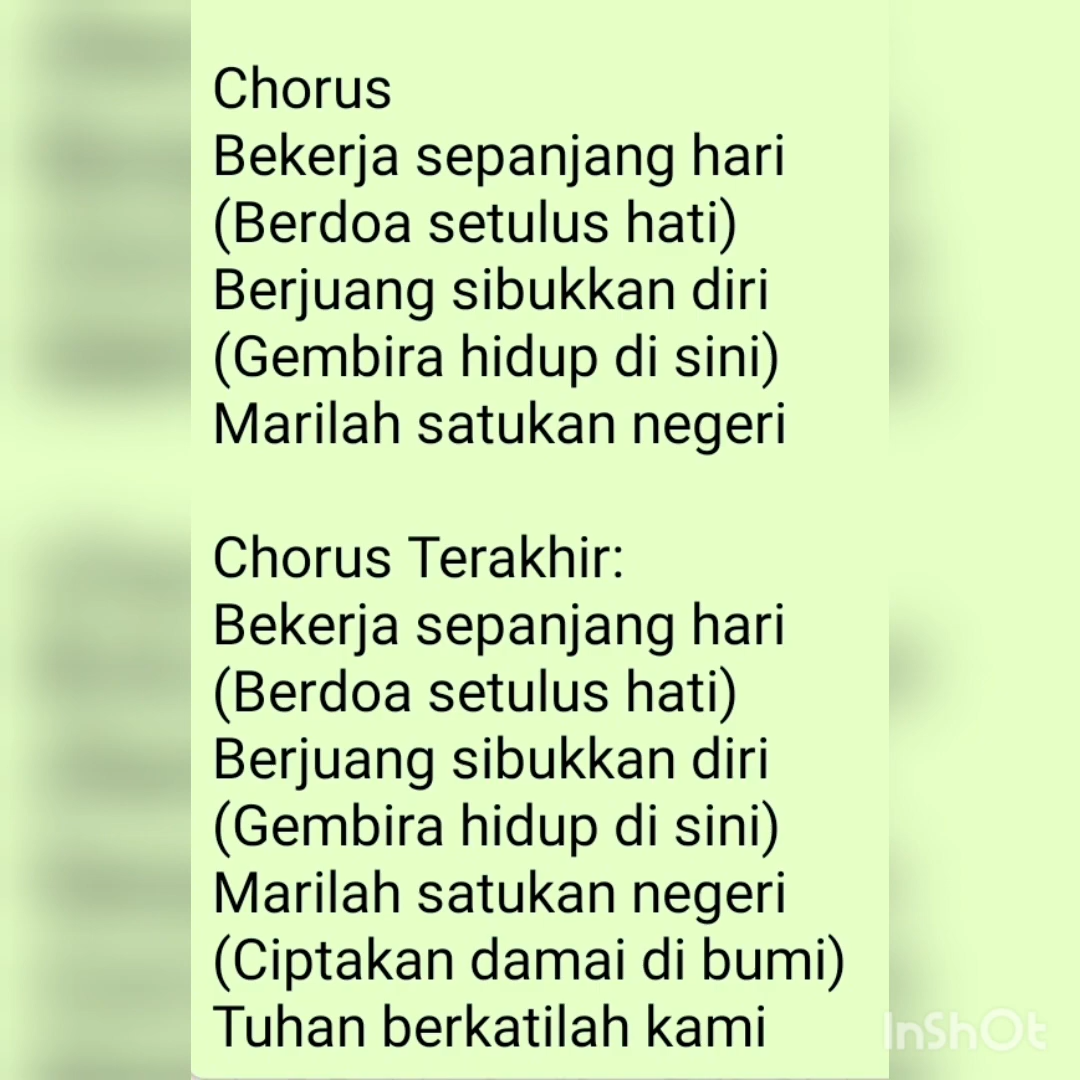 Chorus
Bekerja sepanjang hari
(Berdoa setulus hati)
Berjuang sibukkan diri
(Gembira hidup di sini)
Marilah satukan negeri
Chorus Terakhir:
Bekerja sepanjang hari
(Berdoa setulus hati)
Berjuang sibukkan diri
(Gembira hidup di sini)
Marilah satukan negeri
(Ciptakan damai di bumi)
Tuhan berkatilah kami
InShOt